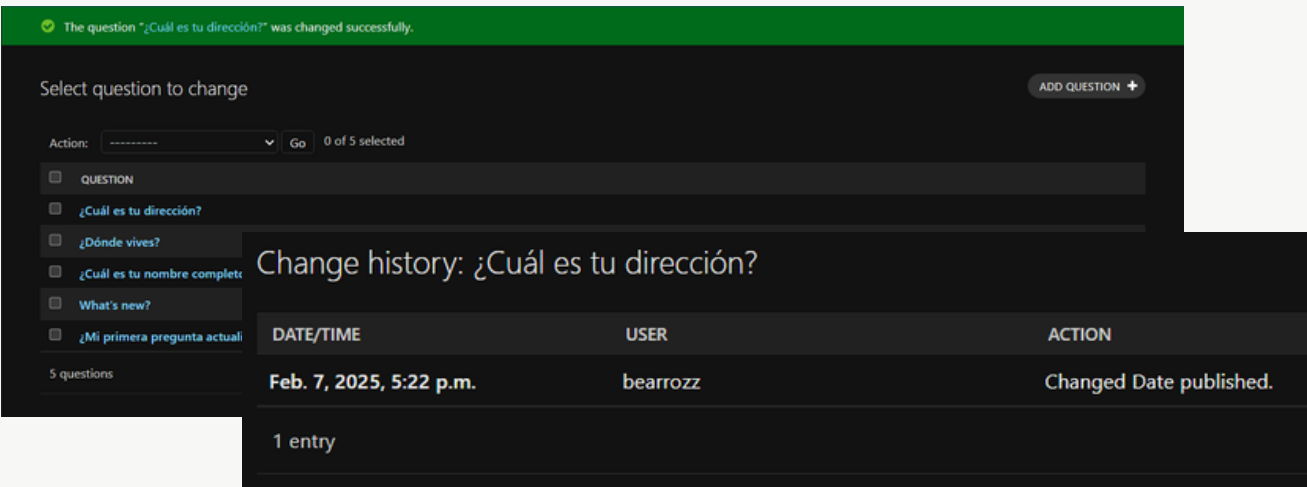 The question "¿Cuál es tu dirección?" was changed successfully.
Select question to change
ADD QUESTION +
Action: --------- Go 0 of 5 selected
QUESTION
¿Cuál es tu dirección?
¿Dónde vives?
¿Cuál es tu nombre completo
What's new?
¿Mi primera pregunta actuali
5 questions
Change history: ¿Cuál es tu dirección?
DATE/TIME USER ACTION
Feb. 7, 2025, 5:22 p.m. bearrozz Changed Date published.
1 entry